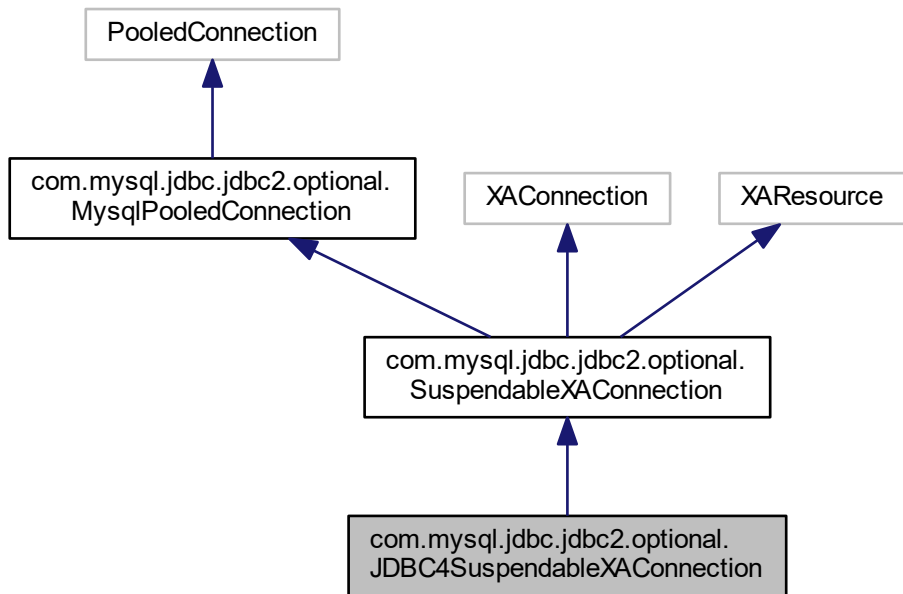 PooledConnection
com.mysql.jdbc.jdbc2.optional.
MysqlPooledConnection
XAConnection
XAResource
com.mysql.jdbc.jdbc2.optional.
SuspendableXAConnection
com.mysql.jdbc.jdbc2.optional.
JDBC4SuspendableXAConnection